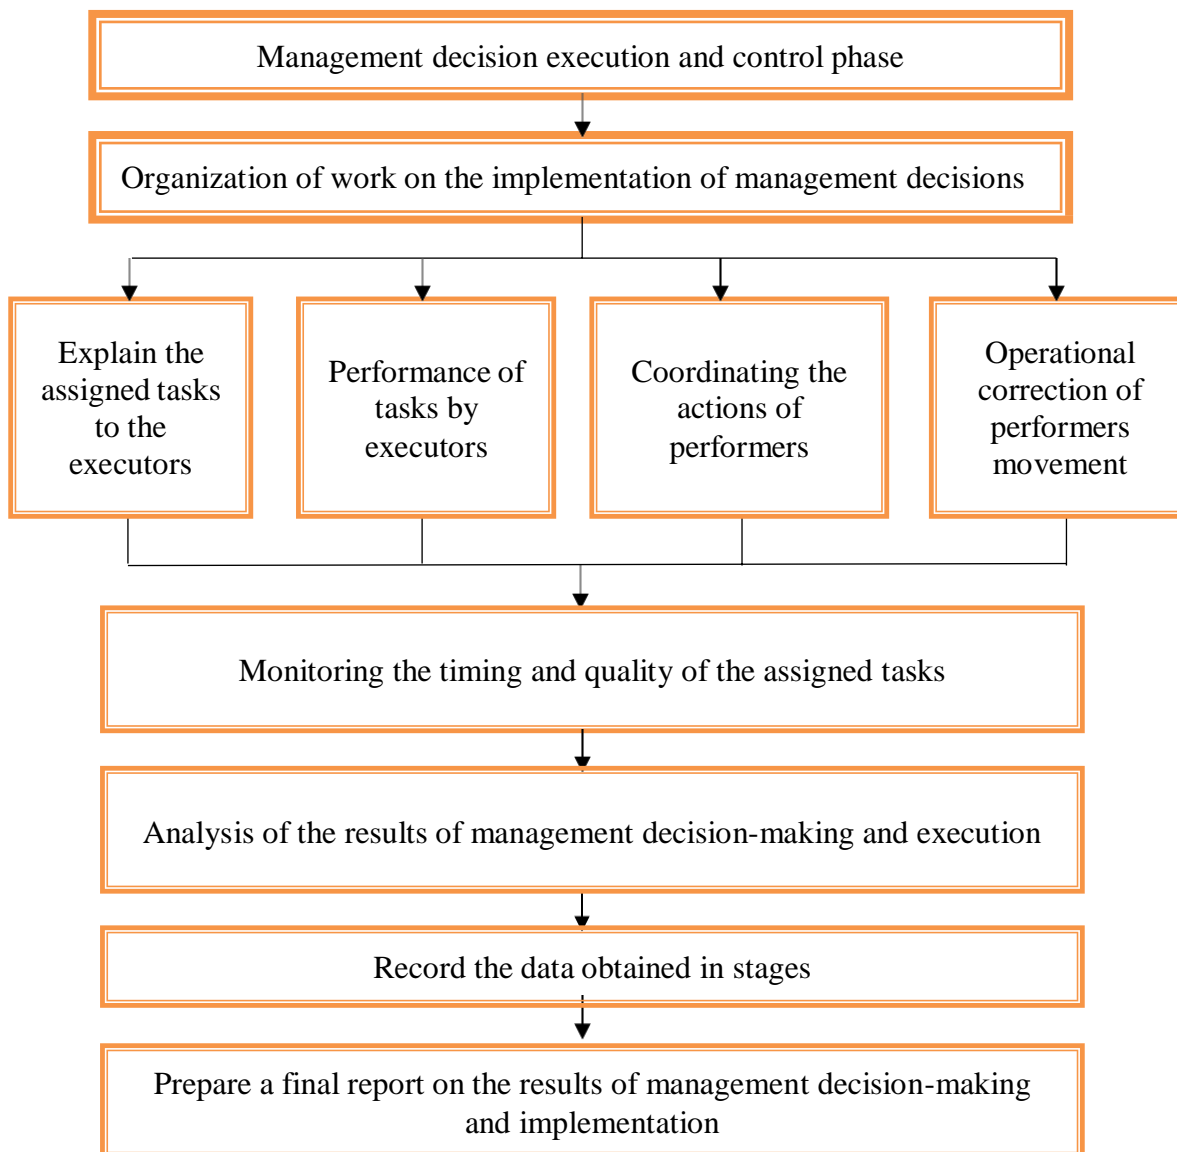 Management decision execution and control phase
Organization of work on the implementation of management decisions
Explain the
assigned tasks
to the
executors
Performance of
tasks by
executors
Coordinating the
actions of
performers
Operational
correction of
performers
movement
Monitoring the timing and quality of the assigned tasks
Analysis of the results of management decision-making and execution
Record the data obtained in stages
Prepare a final report on the results of management decision-making
and implementation